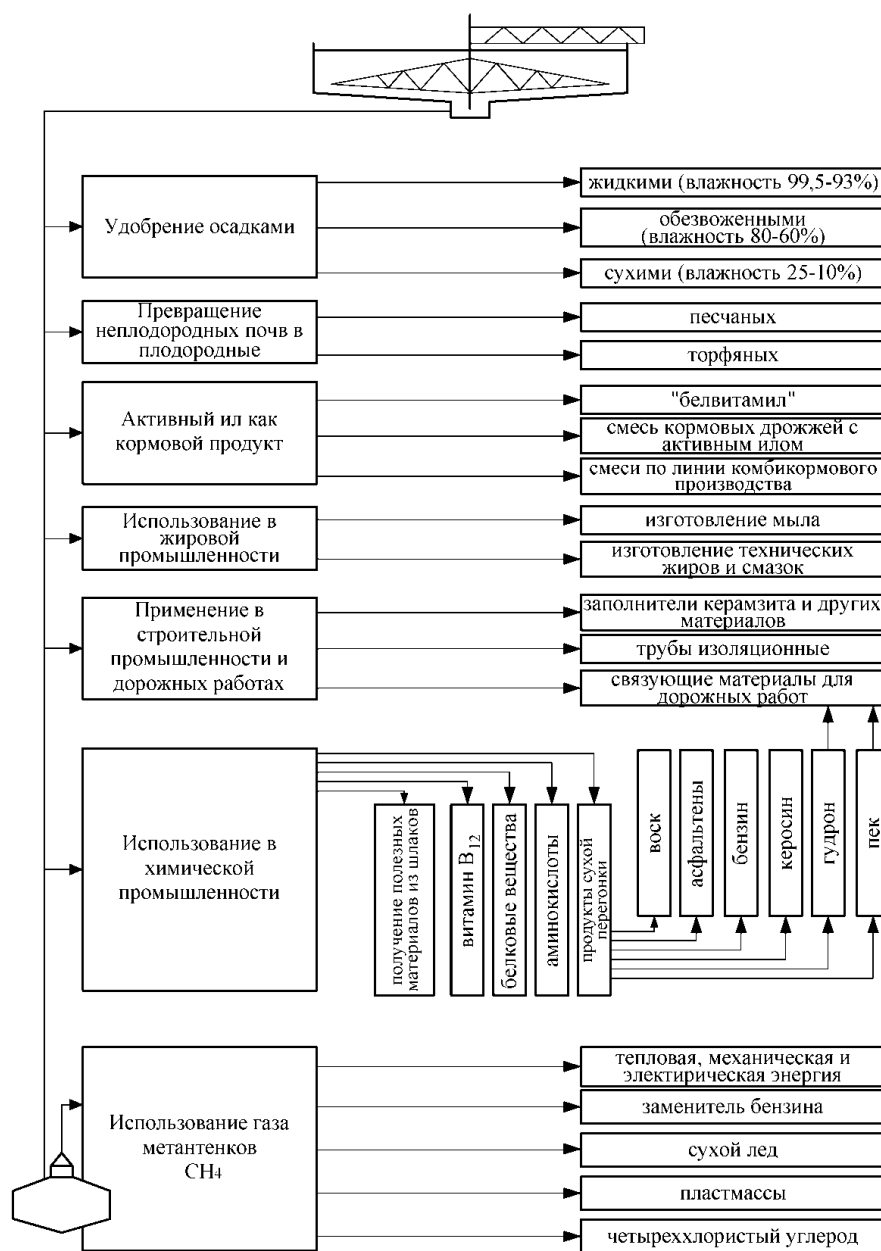 Удобрение осадками
жидкими (влажность 99,5-93%)
обезвоженными
(влажность 80-60%)
сухими (влажность 25-10%)
Превращение
неплодородных почв в
плодородные
песчаных
торфяных
Активный ил как
кормовой продукт
"белвитамил"
смесь кормовых дрожжей с
активным илом
смеси по линии комбикормового
производства
Использование в
жировой
промышленности
изготовление мыла
изготовление технических
жиров и смазок
Применение в
строительной
промышленности и
дорожных работах
заполнители керамзита и других
материалов
трубы изоляционные
связующие материалы для
дорожных работ
Использование в
химической
промышленности
получение полезных
материалов из шлаков
витамин B12
белковые вещества
аминокислоты
продукты сухой
перегонки
воск
асфальтены
бензин
керосин
гудрон
пек
Использование газа
метантенков
CH4
тепловая, механическая и
электирическая энергия
заменитель бензина
сухой лед
пластмассы
четыреххлористый углерод